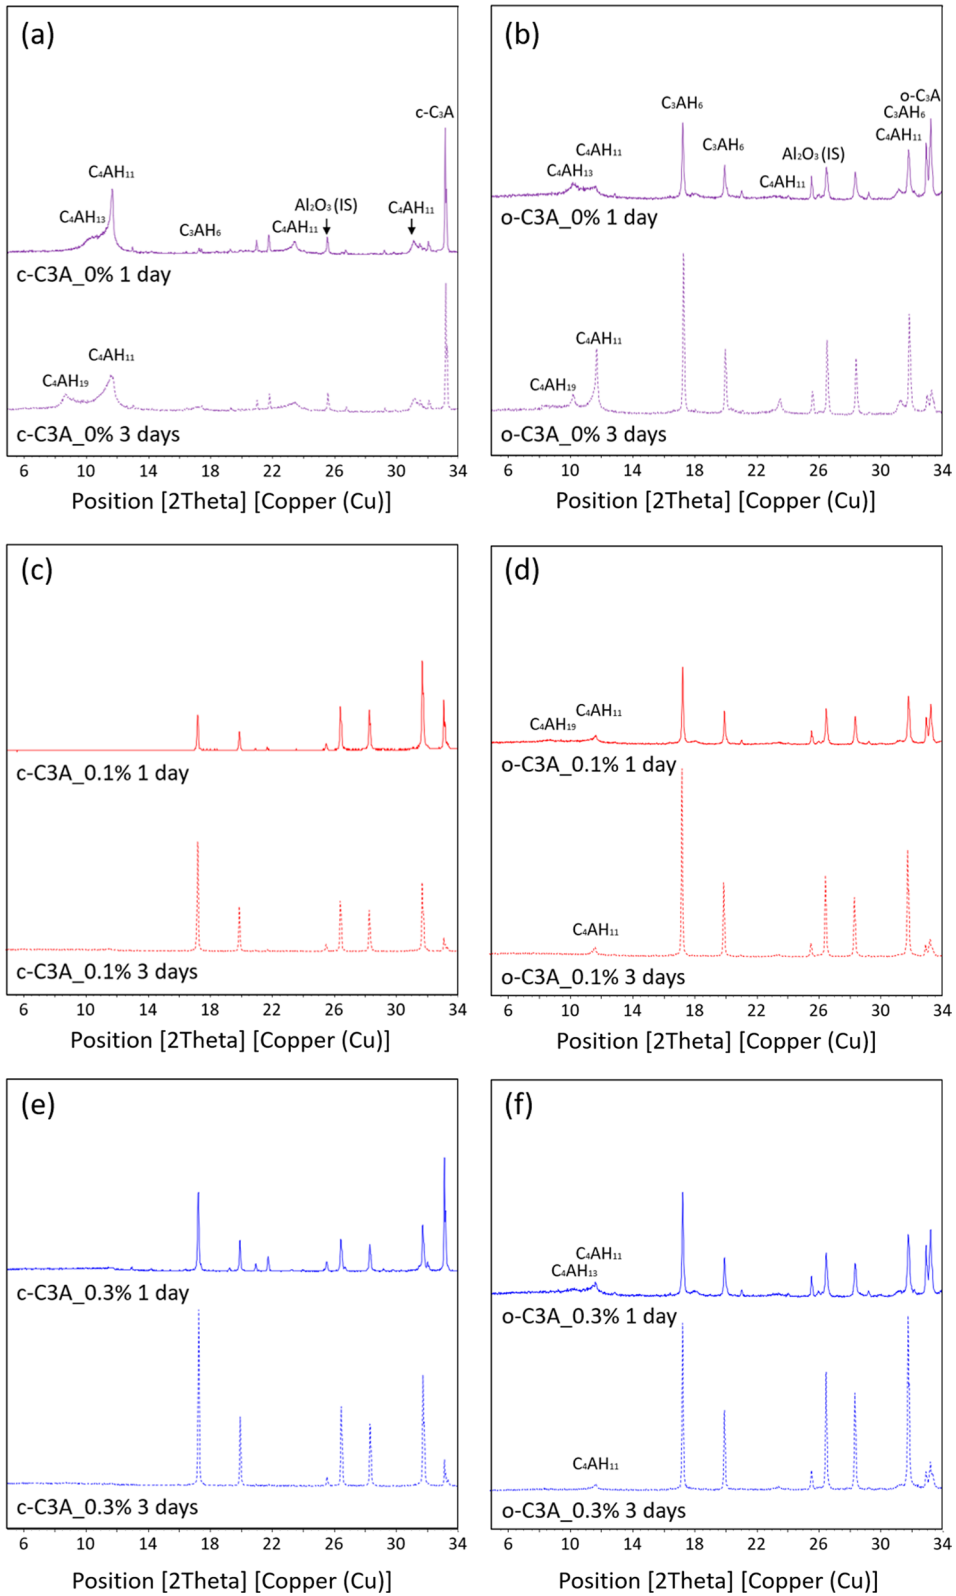 (a)
c-C₃A
C₄AH₁₁
C₄AH₁₃
C₃AH₆
Al₂O₃ (IS)
C₄AH₁₁
C₄AH₁₁
c-C3A_0% 1 day
C₄AH₁₁
C₄AH₁₉
c-C3A_0% 3 days
6 10 14 18 22 26 30 34
Position [2Theta] [Copper (Cu)]
(b)
o-C₃A
C₃AH₆
C₃AH₆
C₄AH₁₁
C₃AH₆
C₄AH₁₁
C₄AH₁₃
Al₂O₃ (IS)
C₄AH₁₁
o-C3A_0% 1 day
C₄AH₁₁
C₄AH₁₉
o-C3A_0% 3 days
6 10 14 18 22 26 30 34
Position [2Theta] [Copper (Cu)]
(c)
c-C3A_0.1% 1 day
c-C3A_0.1% 3 days
6 10 14 18 22 26 30 34
Position [2Theta] [Copper (Cu)]
(d)
C₄AH₁₁
C₄AH₁₉
o-C3A_0.1% 1 day
C₄AH₁₁
o-C3A_0.1% 3 days
6 10 14 18 22 26 30 34
Position [2Theta] [Copper (Cu)]
(e)
c-C3A_0.3% 1 day
c-C3A_0.3% 3 days
6 10 14 18 22 26 30 34
Position [2Theta] [Copper (Cu)]
(f)
C₄AH₁₁
C₄AH₁₃
o-C3A_0.3% 1 day
C₄AH₁₁
o-C3A_0.3% 3 days
6 10 14 18 22 26 30 34
Position [2Theta] [Copper (Cu)]